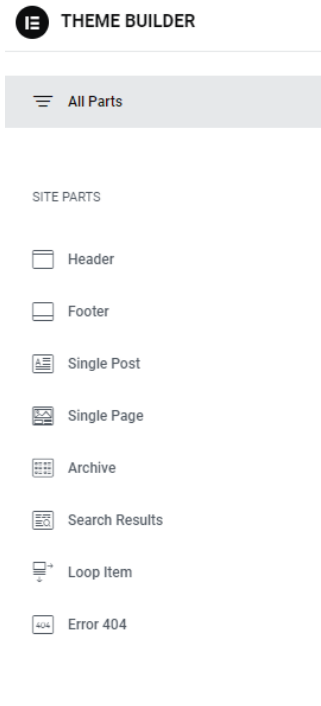 THEME BUILDER
All Parts
SITE PARTS
Header
Footer
Single Post
Single Page
Archive
Search Results
Loop Item
404 Error 404